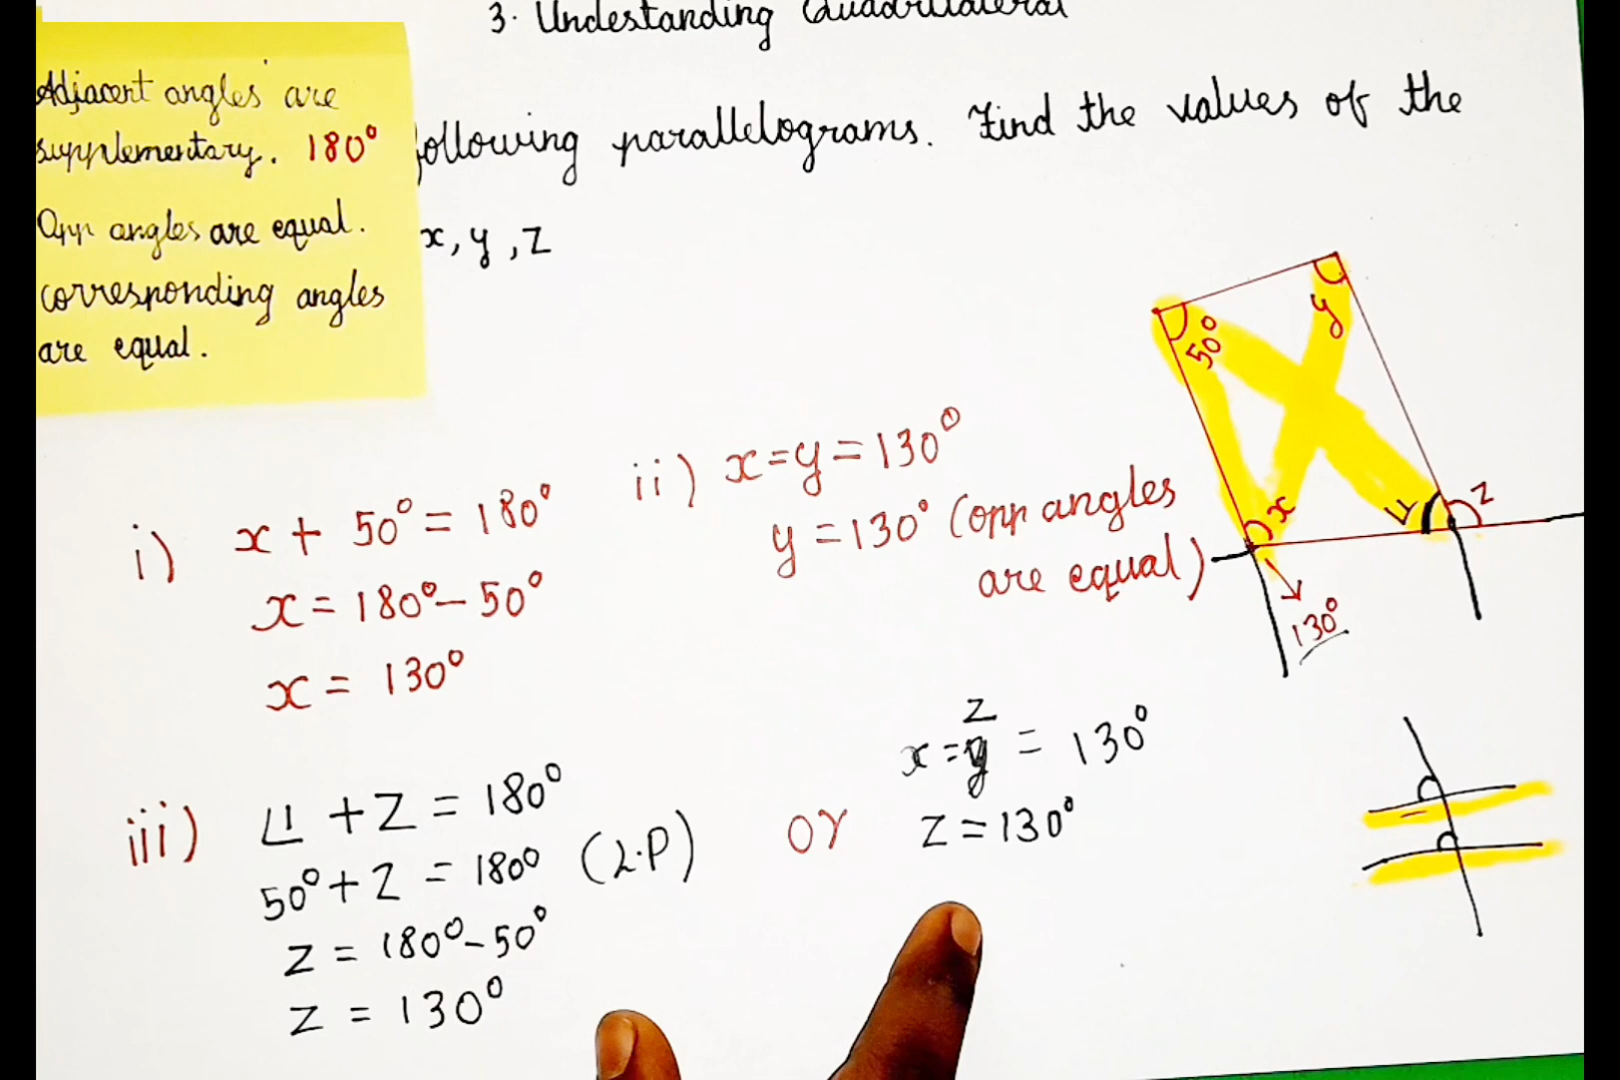 3. Undestanding Quadrilateral
Adjacent angles are
supplementary. 180°
Opp angles are equal.
corresponding angles
are equal.
following parallelograms. Find the values of the
x, y, z
50°
y
x
z
130°
i) x + 50° = 180°
x = 180° - 50°
x = 130°
ii) x = y = 130°
y = 130° (opp angles
are equal)
iii) ∠1 + z = 180°
50° + z = 180° (L.P)
z = 180° - 50°
z = 130°
or
z
x = y = 130°
z = 130°